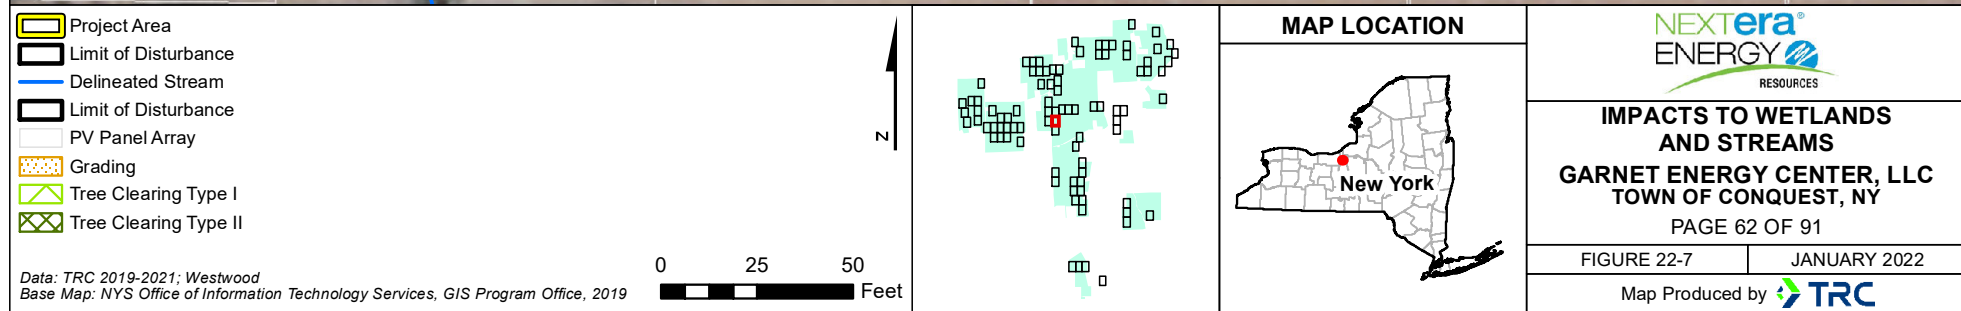 Project Area
Limit of Disturbance
Delineated Stream
Limit of Disturbance
PV Panel Array
Grading
Tree Clearing Type I
Tree Clearing Type II
Data: TRC 2019-2021; Westwood
Base Map: NYS Office of Information Technology Services, GIS Program Office, 2019
N
0 25 50
Feet
MAP LOCATION
New York
NEXTera®
ENERGY
RESOURCES
IMPACTS TO WETLANDS
AND STREAMS
GARNET ENERGY CENTER, LLC
TOWN OF CONQUEST, NY
PAGE 62 OF 91
FIGURE 22-7
JANUARY 2022
Map Produced by TRC